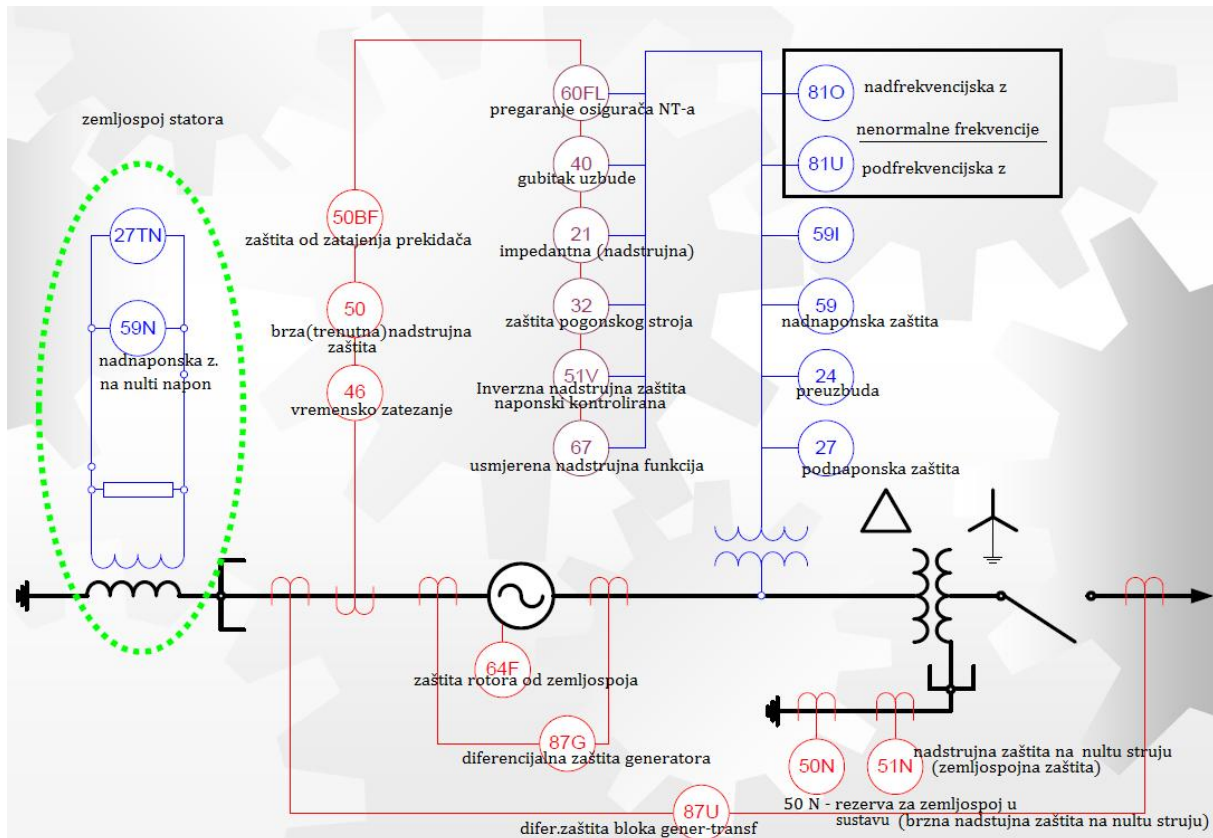 zemljospoj statora
27TN
59N
nadnaponska z.
na nulti napon
50BF
zaštita od zatajenja prekidača
50
brza(trenutna)nadstrujna
zaštita
46
vremensko zatezanje
60FL
pregaranje osigurača NT-a
40
gubitak uzbude
21
impedantna (nadstrujna)
32
zaštita pogonskog stroja
51V
Inverzna nadstrujna zaštita
naponski kontrolirana
67
usmjerena nadstrujna funkcija
81O
nadfrekvencijska z
nenormalne frekvencije
81U
podfrekvencijska z
59I
59
nadnaponska zaštita
24
preuzbuda
27
podnaponska zaštita
64F
zaštita rotora od zemljospoja
87G
diferencijalna zaštita generatora
50N
51N
nadstrujna zaštita na nultu struju
(zemljospojna zaštita)
50 N - rezerva za zemljospoj u
sustavu (brzna nadstujna zaštita na nultu struju)
87U
difer.zaštita bloka gener-transf